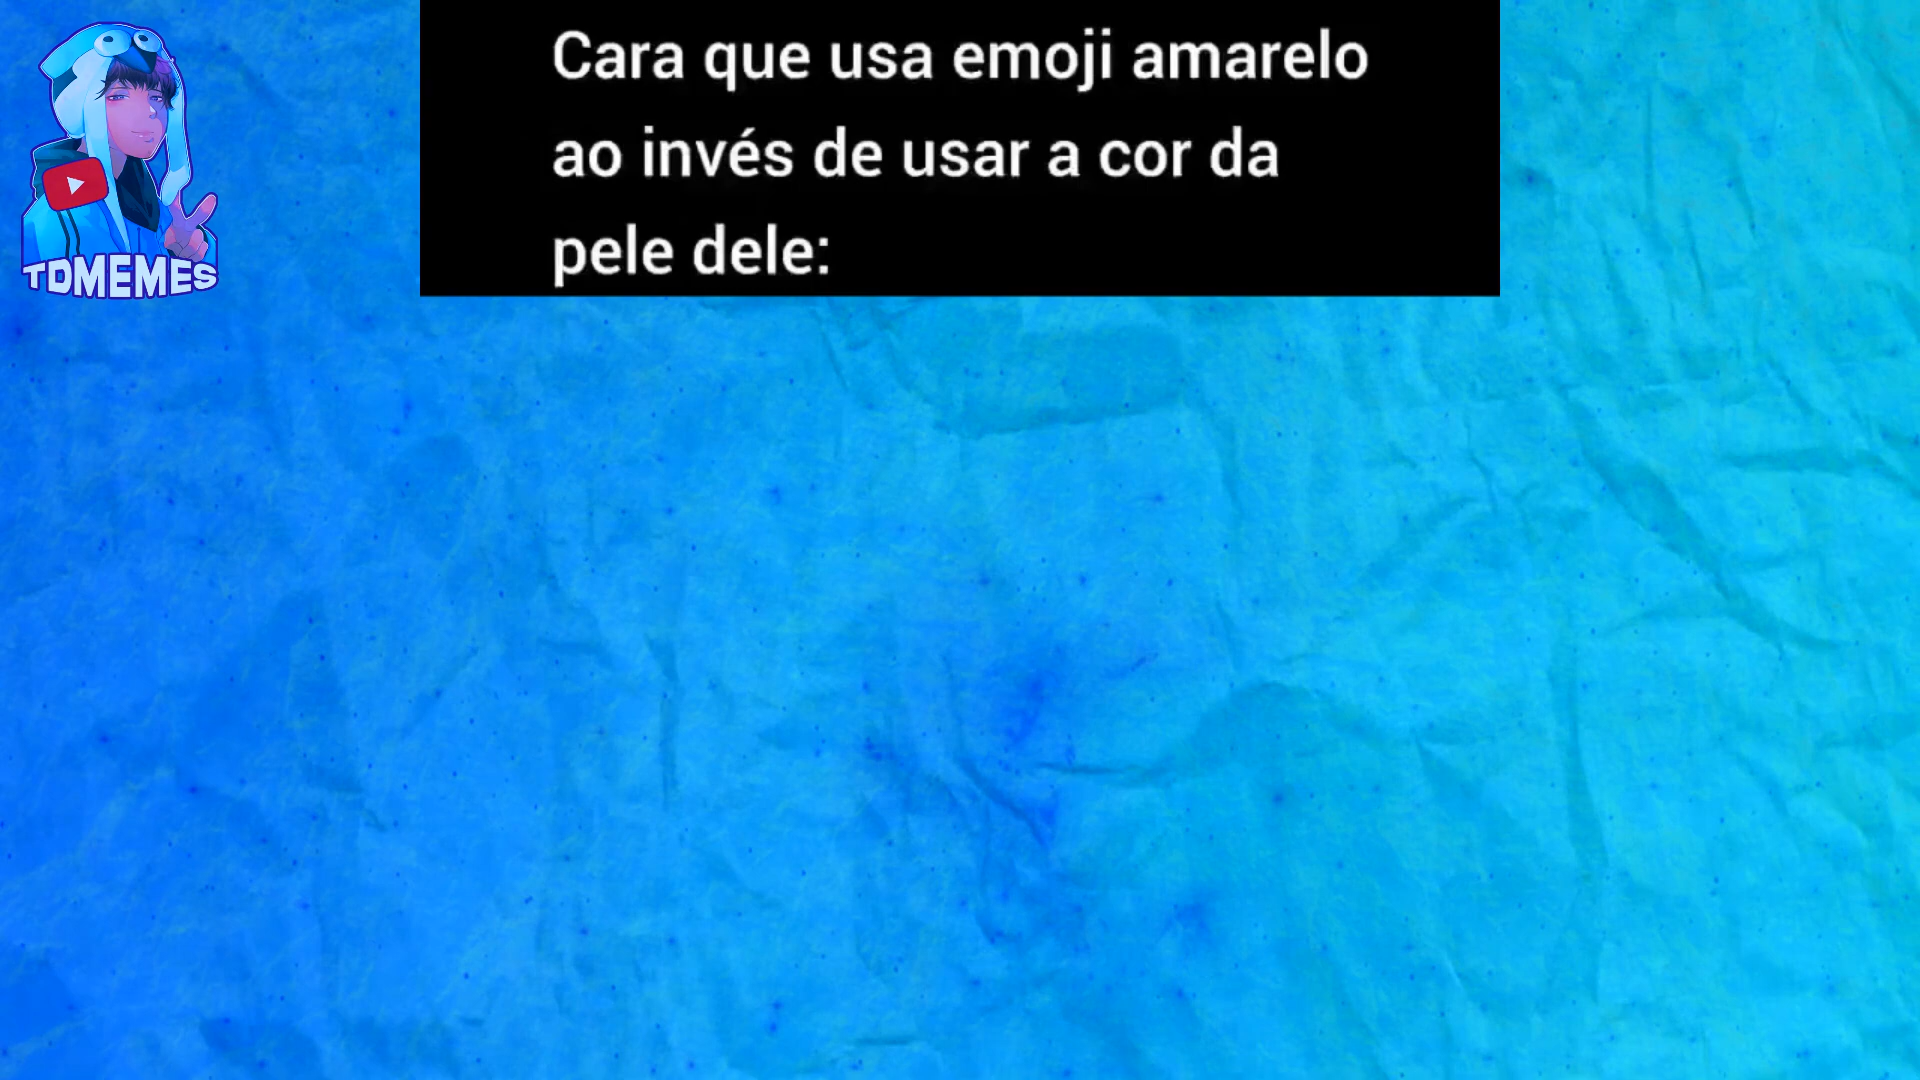 Cara que usa emoji amarelo
ao invés de usar a cor da
pele dele:
TDMEMES